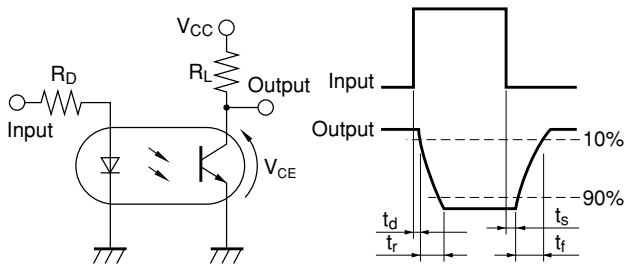 V_CC
R_D
R_L
Output
Input
V_CE
Input
Output
10%
90%
t_d
t_s
t_r
t_f